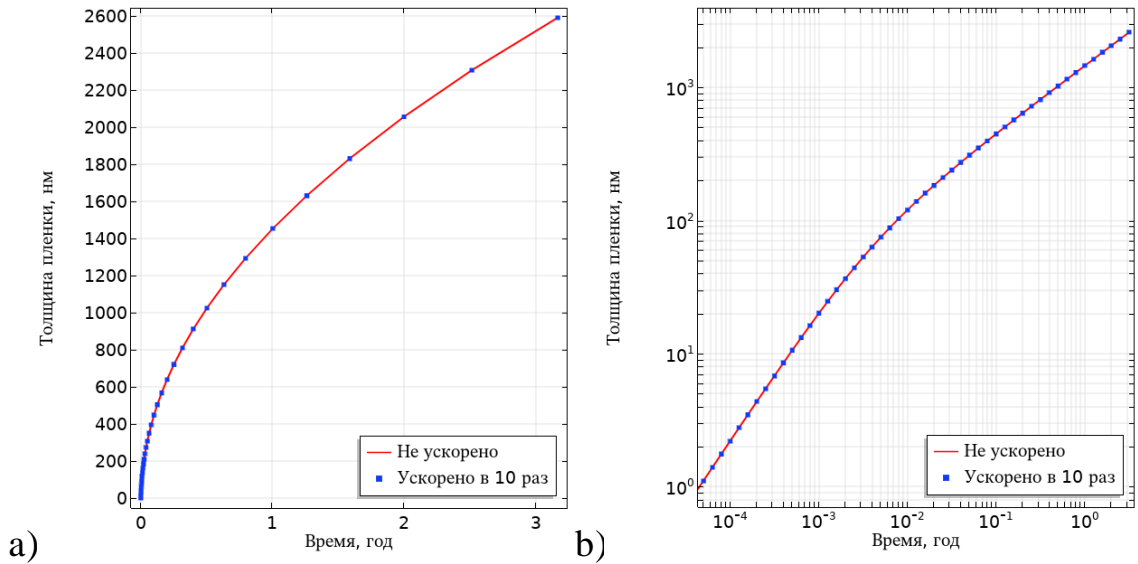 2600
2400
2200
2000
1800
1600
1400
1200
1000
800
600
400
200
0
Толщина пленки, нм
Не ускорено
Ускорено в 10 раз
0 1 2 3
Время, год
a)
10³
10²
10¹
10⁰
Толщина пленки, нм
Не ускорено
Ускорено в 10 раз
10⁻⁴ 10⁻³ 10⁻² 10⁻¹ 10⁰
Время, год
b)